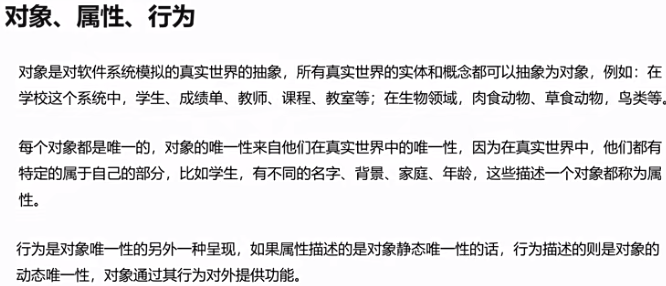 对象、属性、行为
对象是对软件系统模拟的真实世界的抽象，所有真实世界的实体和概念都可以抽象为对象，例如：在
学校这个系统中，学生、成绩单、教师、课程、教室等；在生物领域，肉食动物、草食动物，鸟类等。
每个对象都是唯一的，对象的唯一性来自他们在真实世界中的唯一性，因为在真实世界中，他们都有
特定的属于自己的部分，比如学生，有不同的名字、背景、家庭、年龄，这些描述一个对象都称为属
性。
行为是对象唯一性的另外一种呈现，如果属性描述的是对象静态唯一性的话，行为描述的则是对象的
动态唯一性，对象通过其行为对外提供功能。